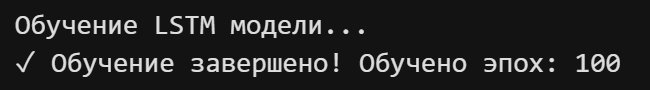 Обучение LSTM модели...
✓ Обучение завершено! Обучено эпох: 100